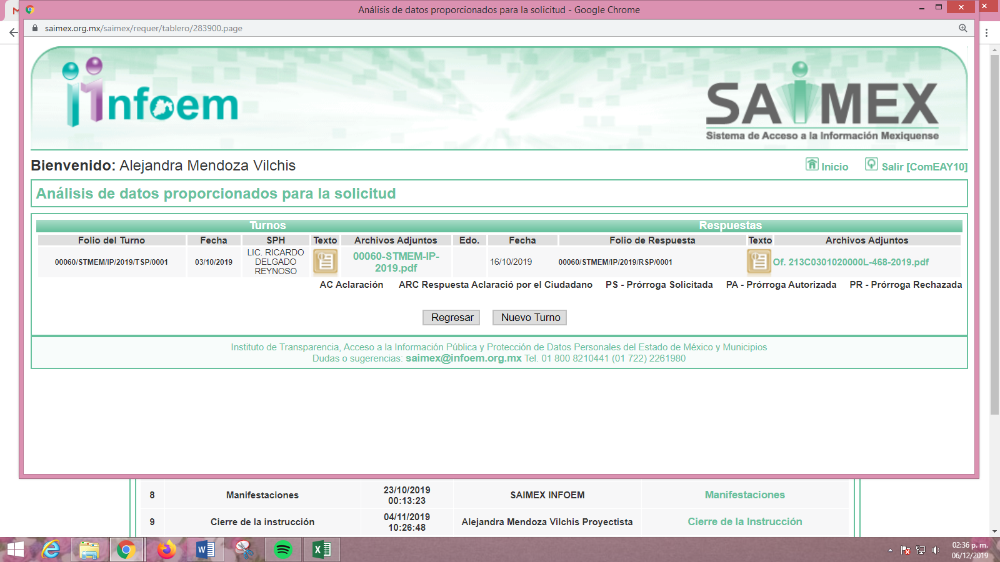 Análisis de datos proporcionados para la solicitud - Google Chrome
saimex.org.mx/saimex/requer/tablero/283900.page
infoem
SAIMEX
Sistema de Acceso a la Información Mexiquense
Bienvenido: Alejandra Mendoza Vilchis
Inicio Salir [ComEAY10]
Análisis de datos proporcionados para la solicitud
Turnos Respuestas
Folio del Turno Fecha SPH Texto Archivos Adjuntos Edo. Fecha Folio de Respuesta Texto Archivos Adjuntos
00060/STMEM/IP/2019/TSP/0001 03/10/2019 LIC. RICARDO DELGADO REYNOSO 00060-STMEM-IP-2019.pdf 16/10/2019 00060/STMEM/IP/2019/RSP/0001 Of. 213C0301020000L-468-2019.pdf
AC Aclaración ARC Respuesta Aclaració por el Ciudadano PS - Prórroga Solicitada PA - Prórroga Autorizada PR - Prórroga Rechazada
Regresar Nuevo Turno
Instituto de Transparencia, Acceso a la Información Pública y Protección de Datos Personales del Estado de México y Municipios
Dudas o sugerencias: saimex@infoem.org.mx Tel. 01 800 8210441 (01 722) 2261980
8 Manifestaciones 23/10/2019 00:13:23 SAIMEX INFOEM Manifestaciones
9 Cierre de la instrucción 04/11/2019 10:26:48 Alejandra Mendoza Vilchis Proyectista Cierre de la Instrucción
02:36 p. m.
06/12/2019